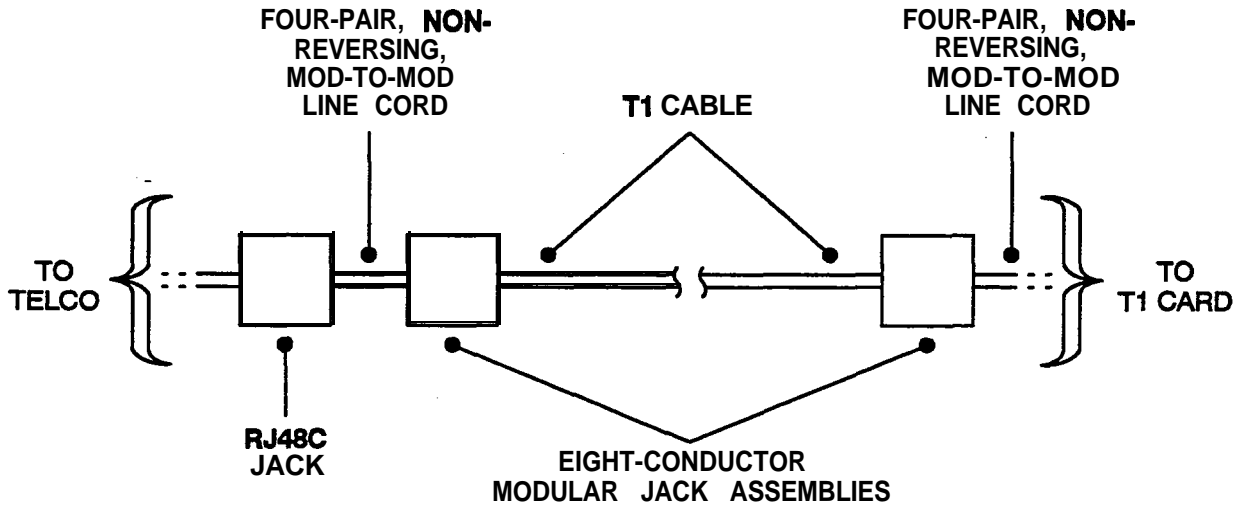 FOUR-PAIR, NON-
REVERSING,
MOD-TO-MOD
LINE CORD
T1 CABLE
FOUR-PAIR, NON-
REVERSING,
MOD-TO-MOD
LINE CORD
TO
TELCO
TO
T1 CARD
RJ48C
JACK
EIGHT-CONDUCTOR
MODULAR JACK ASSEMBLIES